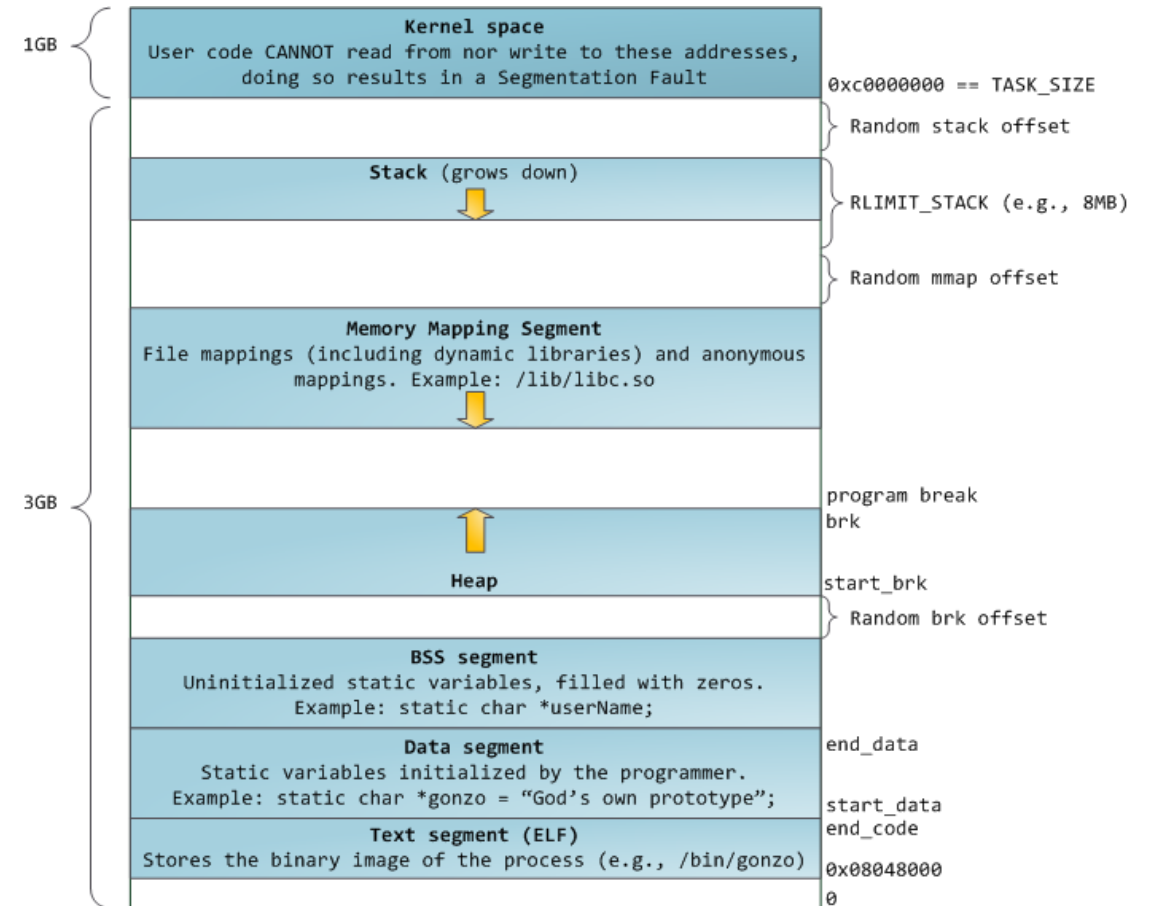 Kernel space
1GB
User code CANNOT read from nor write to these addresses,
doing so results in a Segmentation Fault
0xc0000000 == TASK_SIZE
Random stack offset
Stack (grows down)
RLIMIT_STACK (e.g., 8MB)
Random mmap offset
Memory Mapping Segment
File mappings (including dynamic libraries) and anonymous
mappings. Example: /lib/libc.so
3GB
program break
brk
Heap
start_brk
Random brk offset
BSS segment
Uninitialized static variables, filled with zeros.
Example: static char *userName;
Data segment
end_data
Static variables initialized by the programmer.
Example: static char *gonzo = “God’s own prototype”;
start_data
end_code
Text segment (ELF)
Stores the binary image of the process (e.g., /bin/gonzo)
0x08048000
0